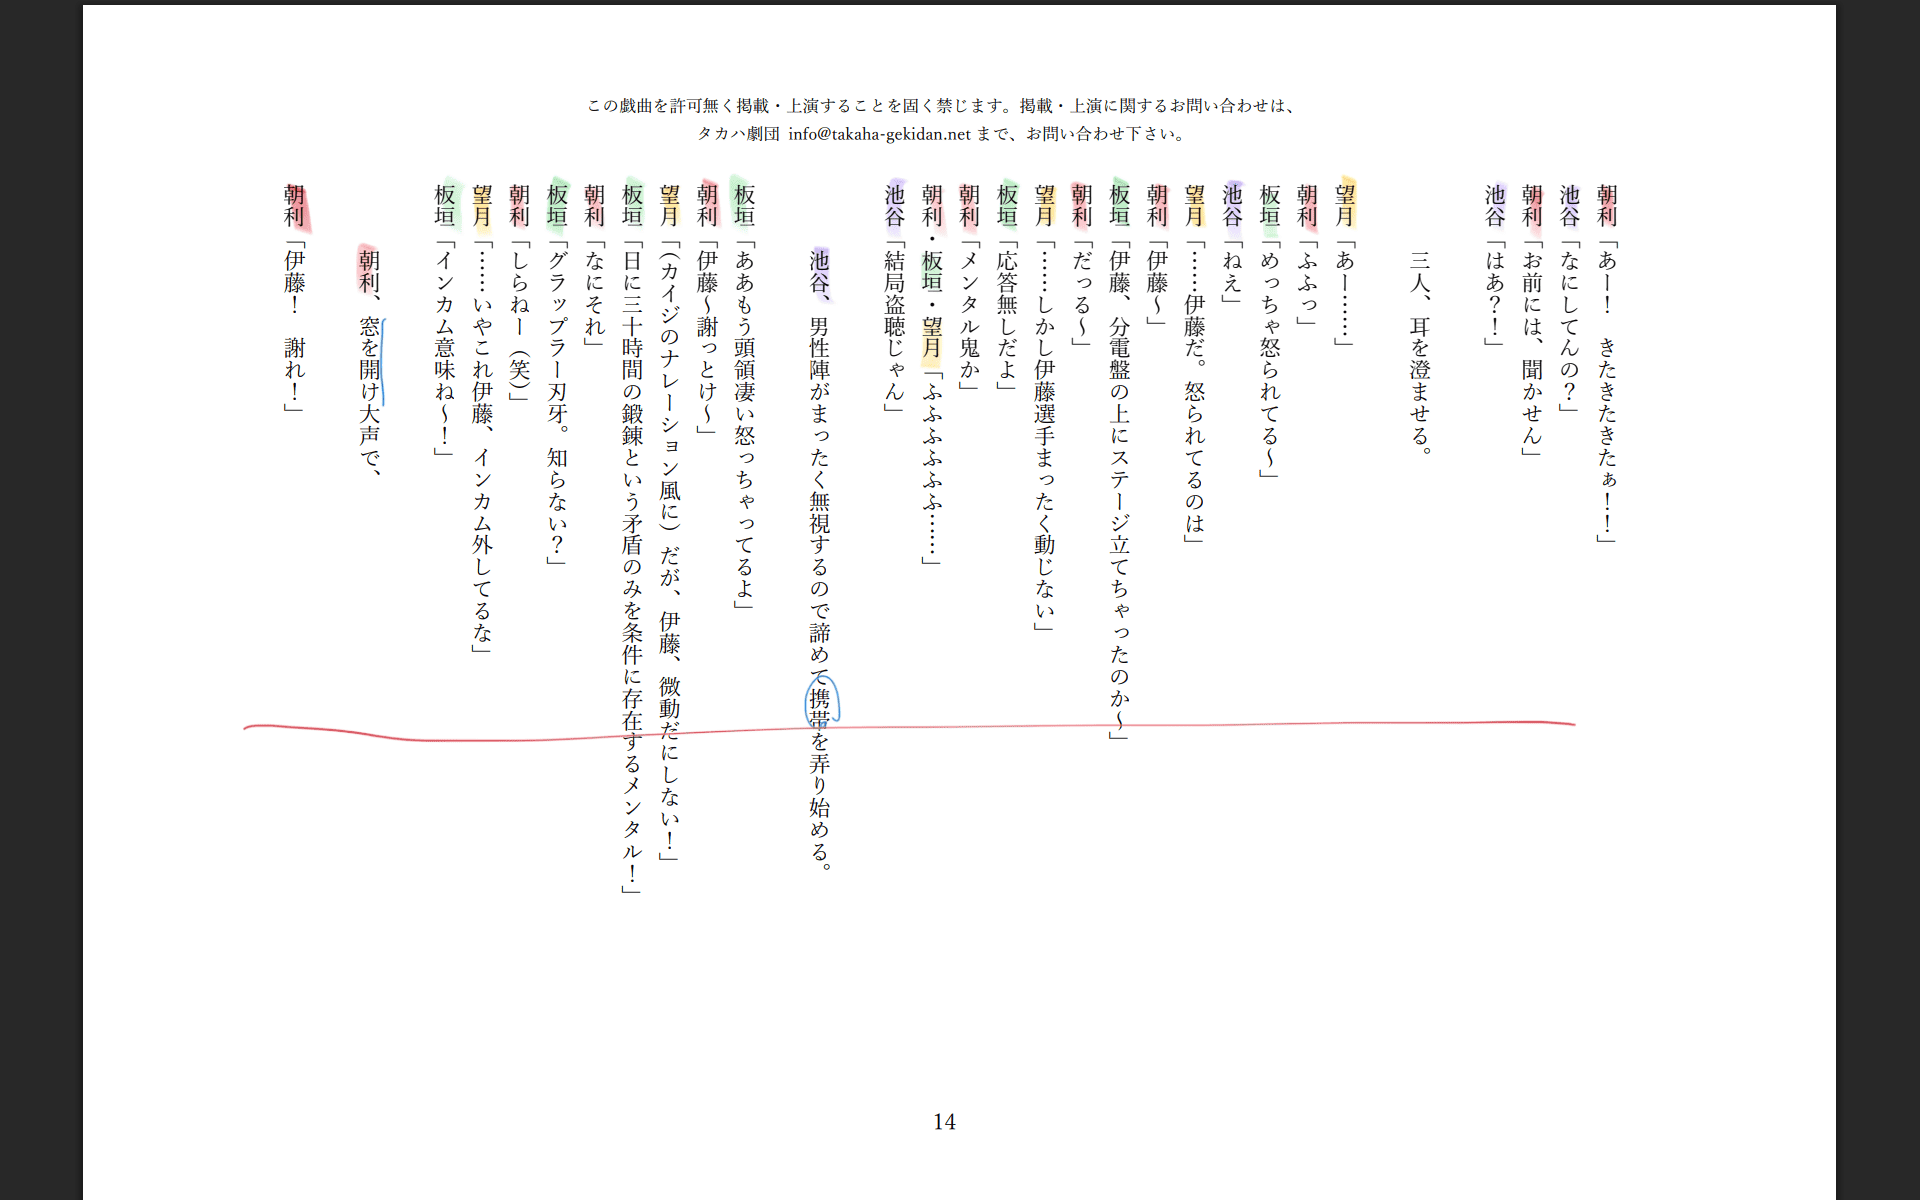 この戯曲を許可無く掲載・上演することを固く禁じます。掲載・上演に関するお問い合わせは、
タカハ劇団 info@takaha-gekidan.net まで、お問い合わせ下さい。
朝利「あー！　きたきたきたぁ！！」
池谷「なにしてんの？」
朝利「お前には、聞かせん」
池谷「はあ？！」
三人、耳を澄ませる。
望月「あー……」
朝利「ふふっ」
板垣「めっちゃ怒られてる〜」
池谷「ねえ」
望月「……伊藤だ。怒られてるのは」
朝利「伊藤〜」
板垣「伊藤、分電盤の上にステージ立てちゃったのか〜」
朝利「だっる〜」
望月「……しかし伊藤選手まったく動じない」
板垣「応答無しだよ」
朝利「メンタル鬼か」
朝利・板垣・望月「ふふふふふふ……」
池谷「結局盗聴じゃん」
池谷、男性陣がまったく無視するので諦めて携帯を弄り始める。
板垣「ああもう頭領凄い怒っちゃってるよ」
朝利「伊藤〜謝っとけ〜」
望月「（カイジのナレーション風に）だが、伊藤、微動だにしない！」
板垣「日に三十時間の鍛錬という矛盾のみを条件に存在するメンタル！」
朝利「なにそれ」
板垣「グラップラー刃牙。知らない？」
朝利「しらねー（笑）」
望月「……いやこれ伊藤、インカム外してるな」
板垣「インカム意味ね〜！」
朝利、窓を開け大声で、
朝利「伊藤！　謝れ！」
14